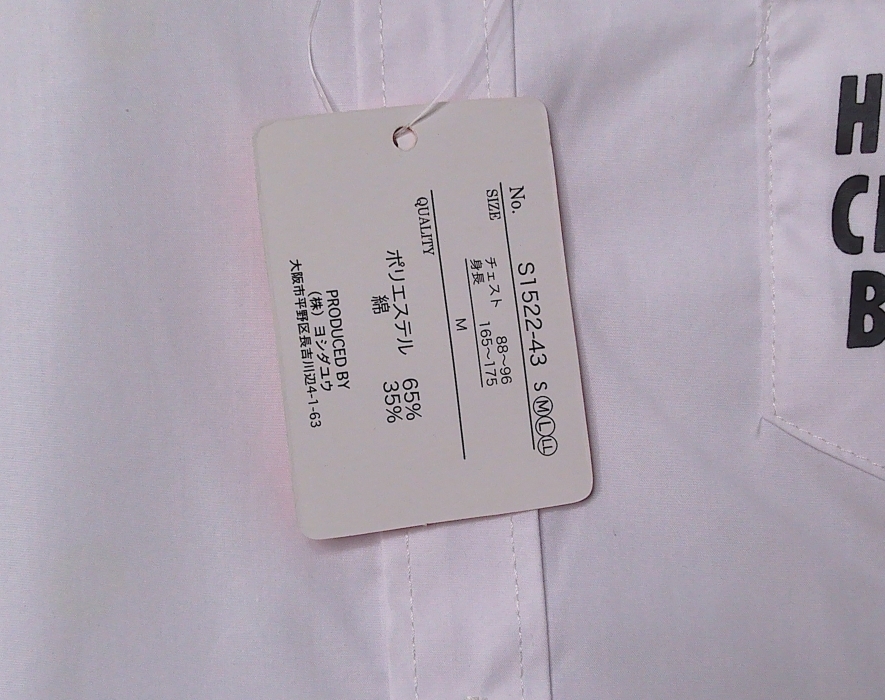 No. S1522-43 S Ⓜ Ⓛ LL
SIZE チェスト 88〜96
身長 165〜175
M
QUALITY
ポリエステル 65%
綿 35%
PRODUCED BY
(株)ヨシダユウ
大阪市平野区長吉川辺4-1-63
H
B